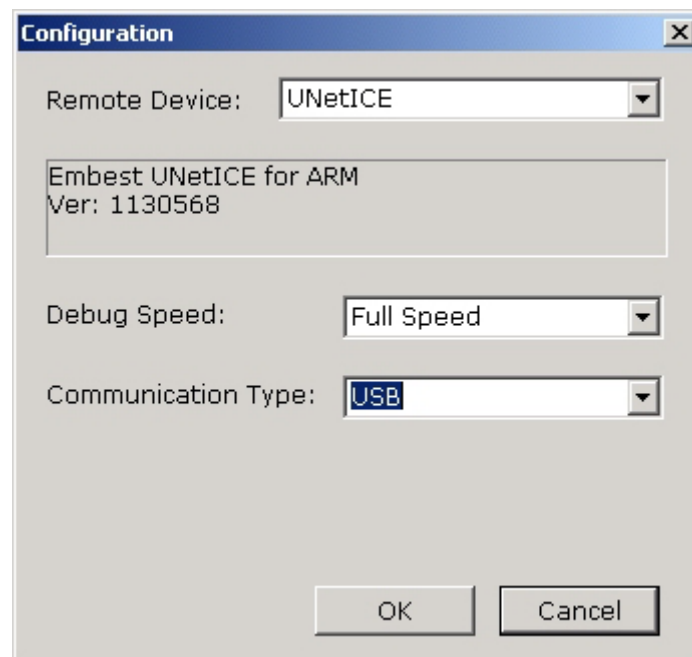 Configuration
Remote Device: UNetICE
Embest UNetICE for ARM
Ver: 1130568
Debug Speed: Full Speed
Communication Type: USB
OK Cancel